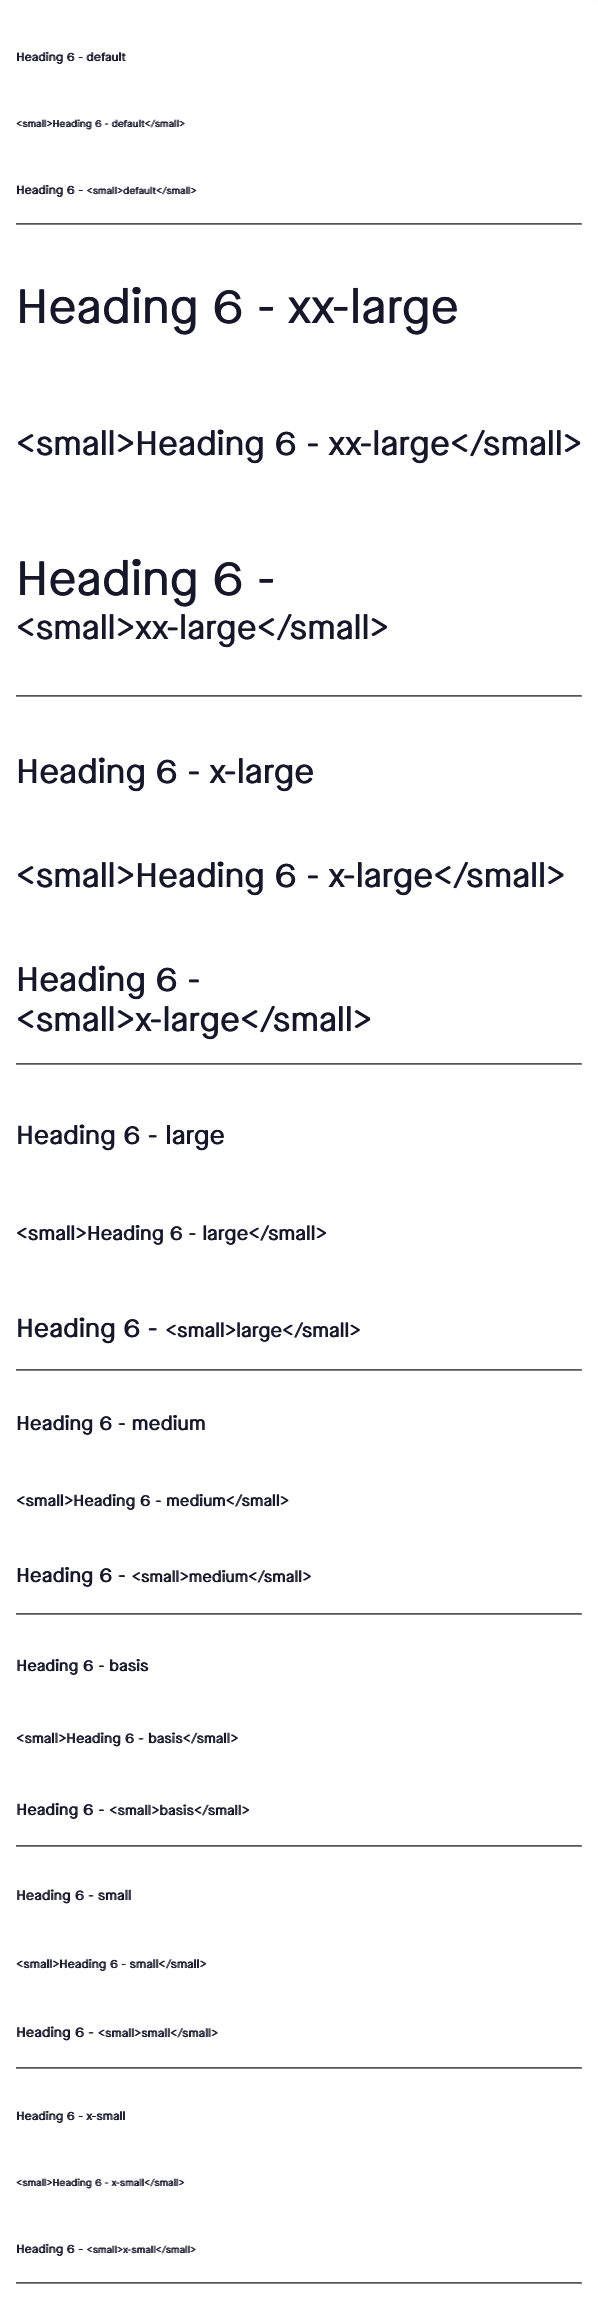 Heading 6 - default
<small>Heading 6 - default</small>
Heading 6 - <small>default</small>
Heading 6 - xx-large
<small>Heading 6 - xx-large</small>
Heading 6 -
<small>xx-large</small>
Heading 6 - x-large
<small>Heading 6 - x-large</small>
Heading 6 -
<small>x-large</small>
Heading 6 - large
<small>Heading 6 - large</small>
Heading 6 - <small>large</small>
Heading 6 - medium
<small>Heading 6 - medium</small>
Heading 6 - <small>medium</small>
Heading 6 - basis
<small>Heading 6 - basis</small>
Heading 6 - <small>basis</small>
Heading 6 - small
<small>Heading 6 - small</small>
Heading 6 - <small>small</small>
Heading 6 - x-small
<small>Heading 6 - x-small</small>
Heading 6 - <small>x-small</small>